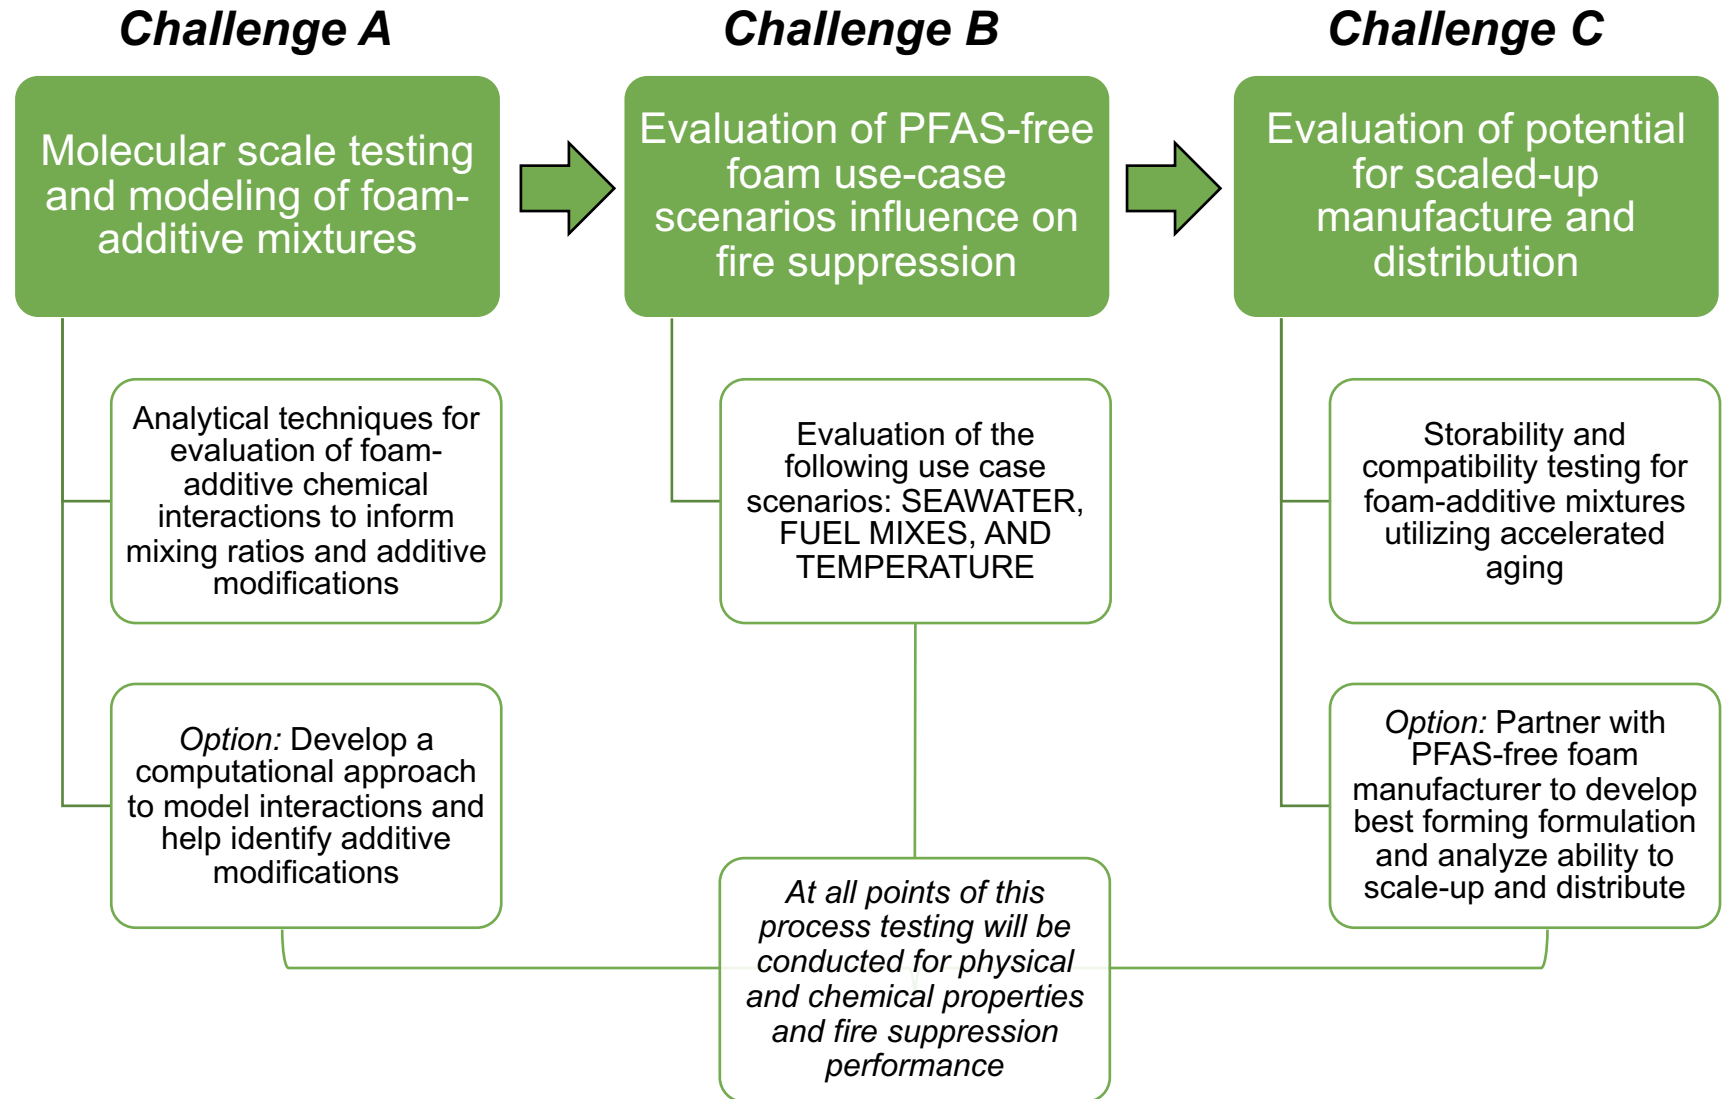 Challenge A
Challenge B
Challenge C
Molecular scale testing
and modeling of foam-
additive mixtures
Evaluation of PFAS-free
foam use-case
scenarios influence on
fire suppression
Evaluation of potential
for scaled-up
manufacture and
distribution
Analytical techniques for
evaluation of foam-
additive chemical
interactions to inform
mixing ratios and additive
modifications
Evaluation of the
following use case
scenarios: SEAWATER,
FUEL MIXES, AND
TEMPERATURE
Storability and
compatibility testing for
foam-additive mixtures
utilizing accelerated
aging
Option: Develop a
computational approach
to model interactions and
help identify additive
modifications
Option: Partner with
PFAS-free foam
manufacturer to develop
best forming formulation
and analyze ability to
scale-up and distribute
At all points of this
process testing will be
conducted for physical
and chemical properties
and fire suppression
performance